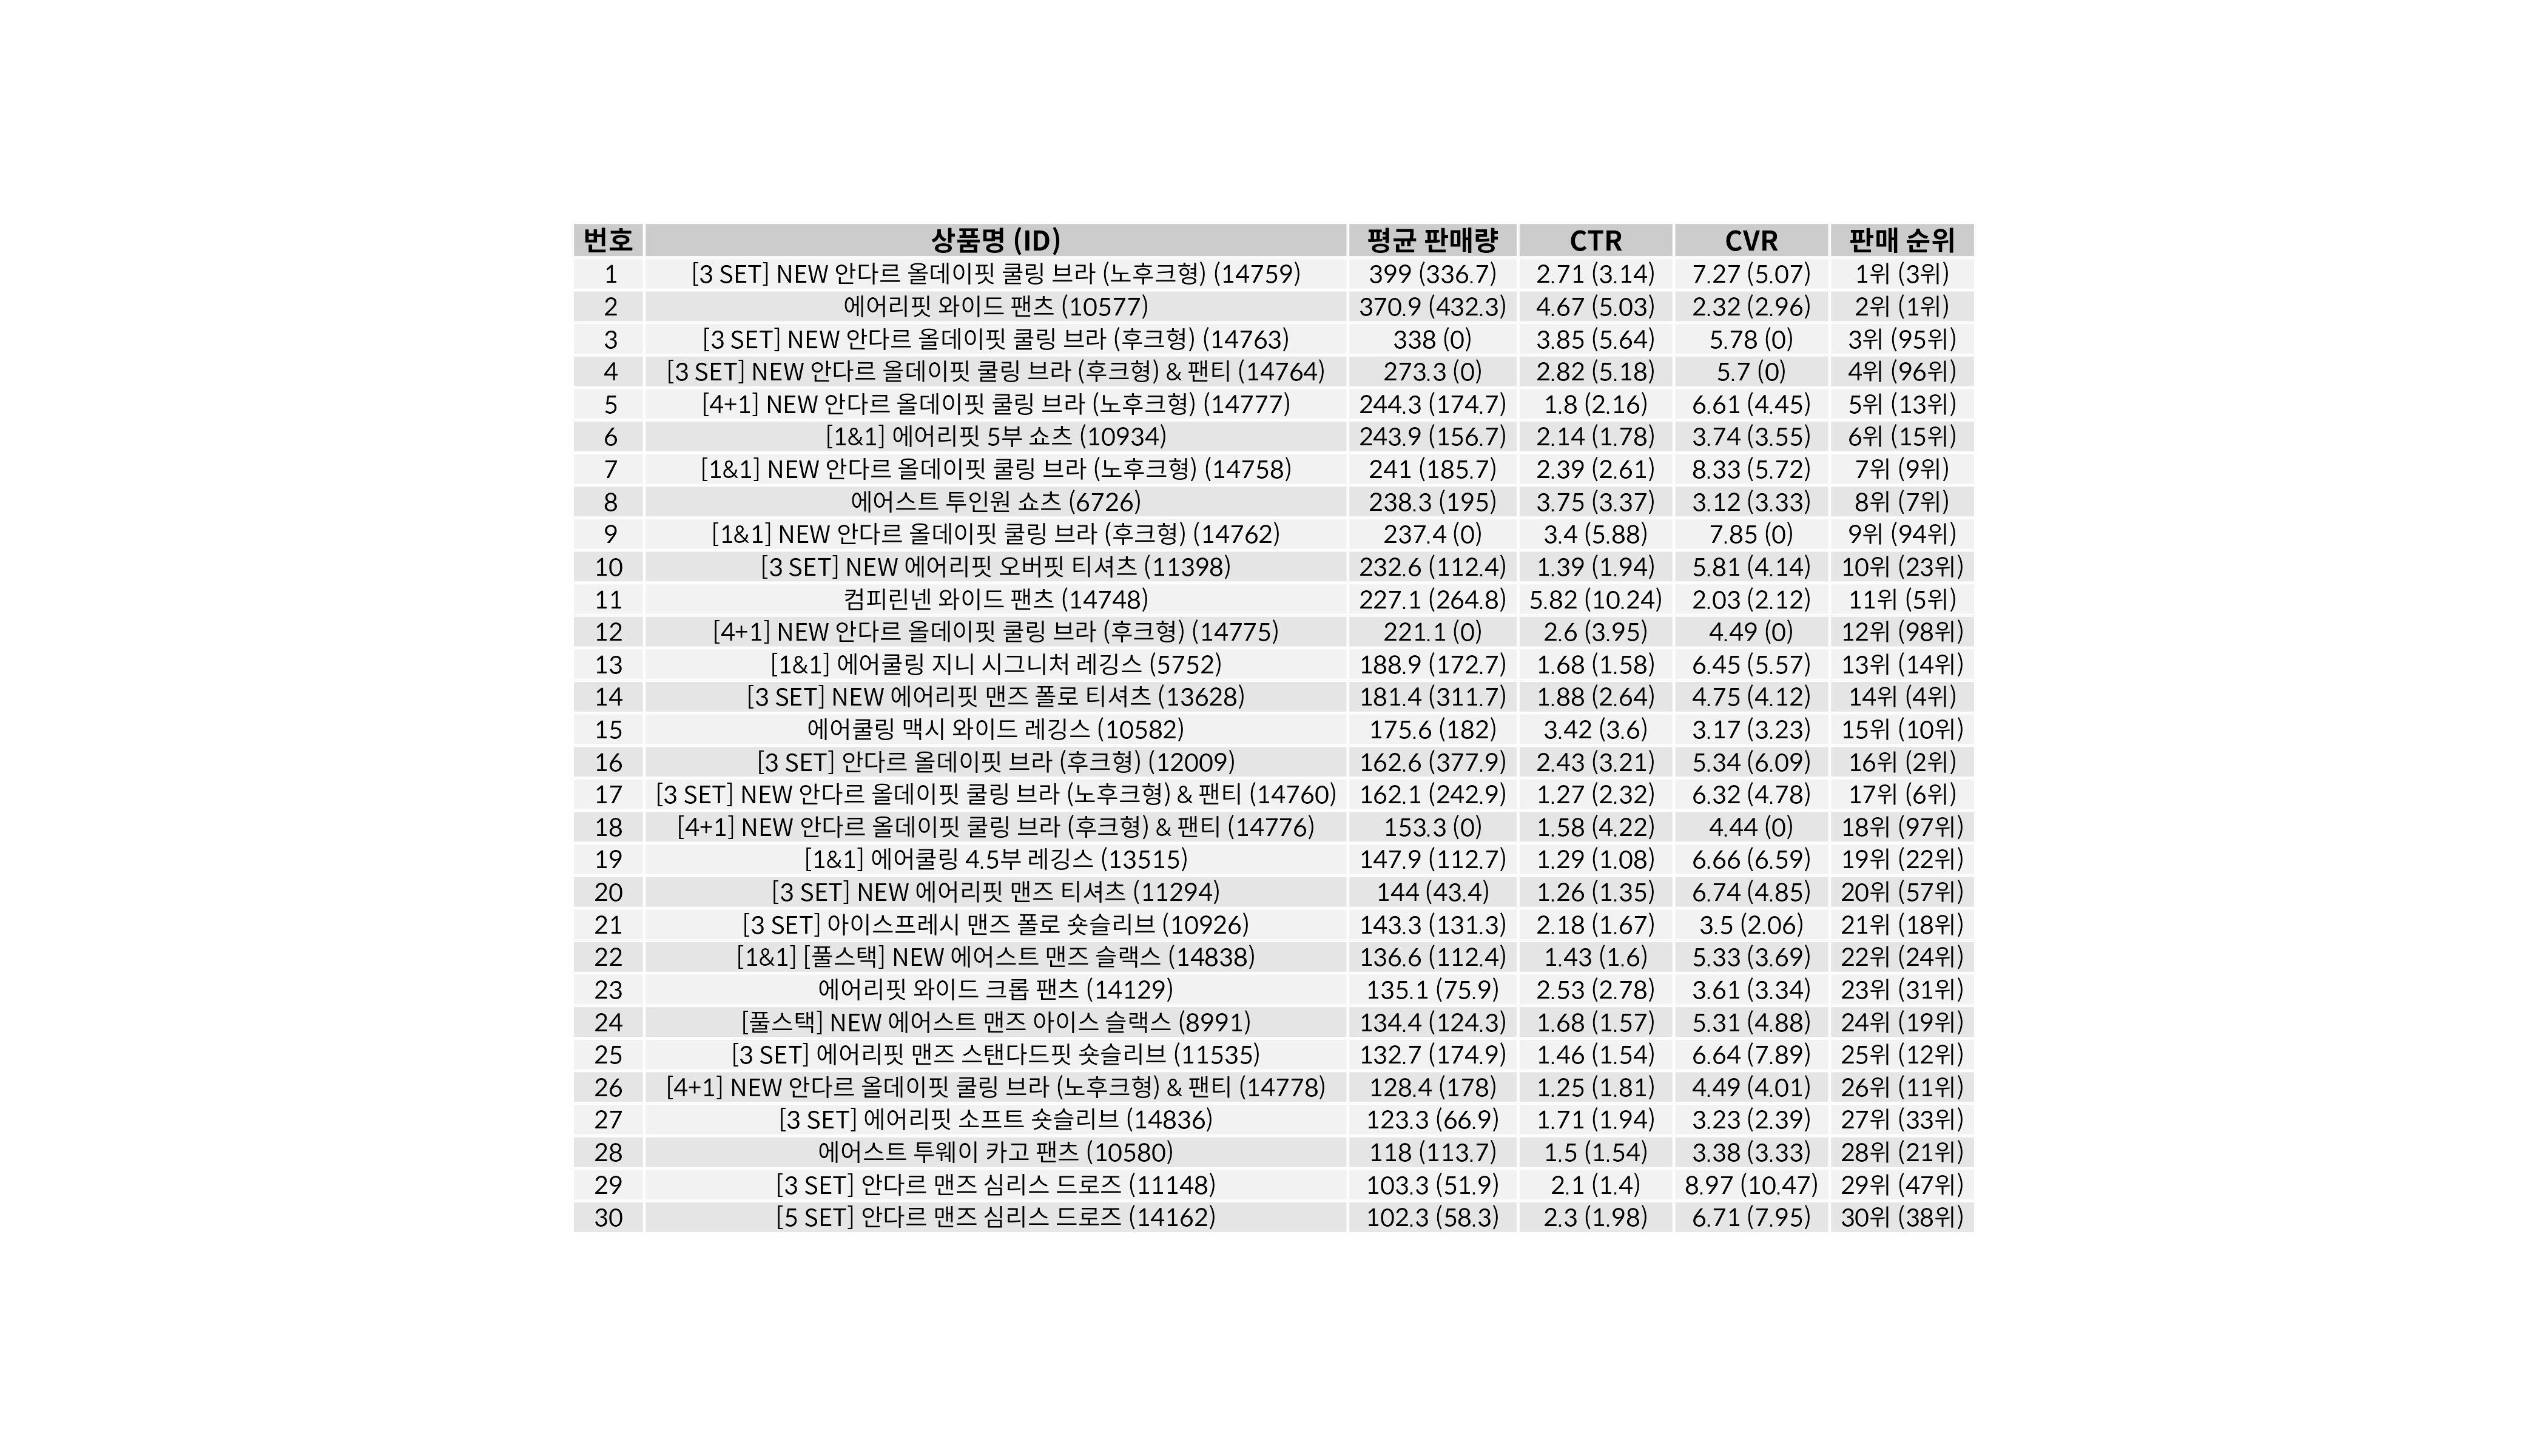 번호 상품명 (ID) 평균 판매량 CTR CVR 판매 순위
1 [3 SET] NEW 안다르 올데이핏 쿨링 브라 (노후크형) (14759) 399 (336.7) 2.71 (3.14) 7.27 (5.07) 1위 (3위)
2 에어리핏 와이드 팬츠 (10577) 370.9 (432.3) 4.67 (5.03) 2.32 (2.96) 2위 (1위)
3 [3 SET] NEW 안다르 올데이핏 쿨링 브라 (후크형) (14763) 338 (0) 3.85 (5.64) 5.78 (0) 3위 (95위)
4 [3 SET] NEW 안다르 올데이핏 쿨링 브라 (후크형) & 팬티 (14764) 273.3 (0) 2.82 (5.18) 5.7 (0) 4위 (96위)
5 [4+1] NEW 안다르 올데이핏 쿨링 브라 (노후크형) (14777) 244.3 (174.7) 1.8 (2.16) 6.61 (4.45) 5위 (13위)
6 [1&1] 에어리핏 5부 쇼츠 (10934) 243.9 (156.7) 2.14 (1.78) 3.74 (3.55) 6위 (15위)
7 [1&1] NEW 안다르 올데이핏 쿨링 브라 (노후크형) (14758) 241 (185.7) 2.39 (2.61) 8.33 (5.72) 7위 (9위)
8 에어스트 투인원 쇼츠 (6726) 238.3 (195) 3.75 (3.37) 3.12 (3.33) 8위 (7위)
9 [1&1] NEW 안다르 올데이핏 쿨링 브라 (후크형) (14762) 237.4 (0) 3.4 (5.88) 7.85 (0) 9위 (94위)
10 [3 SET] NEW 에어리핏 오버핏 티셔츠 (11398) 232.6 (112.4) 1.39 (1.94) 5.81 (4.14) 10위 (23위)
11 컴피린넨 와이드 팬츠 (14748) 227.1 (264.8) 5.82 (10.24) 2.03 (2.12) 11위 (5위)
12 [4+1] NEW 안다르 올데이핏 쿨링 브라 (후크형) (14775) 221.1 (0) 2.6 (3.95) 4.49 (0) 12위 (98위)
13 [1&1] 에어쿨링 지니 시그니처 레깅스 (5752) 188.9 (172.7) 1.68 (1.58) 6.45 (5.57) 13위 (14위)
14 [3 SET] NEW 에어리핏 맨즈 폴로 티셔츠 (13628) 181.4 (311.7) 1.88 (2.64) 4.75 (4.12) 14위 (4위)
15 에어쿨링 맥시 와이드 레깅스 (10582) 175.6 (182) 3.42 (3.6) 3.17 (3.23) 15위 (10위)
16 [3 SET] 안다르 올데이핏 브라 (후크형) (12009) 162.6 (377.9) 2.43 (3.21) 5.34 (6.09) 16위 (2위)
17 [3 SET] NEW 안다르 올데이핏 쿨링 브라 (노후크형) & 팬티 (14760) 162.1 (242.9) 1.27 (2.32) 6.32 (4.78) 17위 (6위)
18 [4+1] NEW 안다르 올데이핏 쿨링 브라 (후크형) & 팬티 (14776) 153.3 (0) 1.58 (4.22) 4.44 (0) 18위 (97위)
19 [1&1] 에어쿨링 4.5부 레깅스 (13515) 147.9 (112.7) 1.29 (1.08) 6.66 (6.59) 19위 (22위)
20 [3 SET] NEW 에어리핏 맨즈 티셔츠 (11294) 144 (43.4) 1.26 (1.35) 6.74 (4.85) 20위 (57위)
21 [3 SET] 아이스프레시 맨즈 폴로 숏슬리브 (10926) 143.3 (131.3) 2.18 (1.67) 3.5 (2.06) 21위 (18위)
22 [1&1] [풀스택] NEW 에어스트 맨즈 슬랙스 (14838) 136.6 (112.4) 1.43 (1.6) 5.33 (3.69) 22위 (24위)
23 에어리핏 와이드 크롭 팬츠 (14129) 135.1 (75.9) 2.53 (2.78) 3.61 (3.34) 23위 (31위)
24 [풀스택] NEW 에어스트 맨즈 아이스 슬랙스 (8991) 134.4 (124.3) 1.68 (1.57) 5.31 (4.88) 24위 (19위)
25 [3 SET] 에어리핏 맨즈 스탠다드핏 숏슬리브 (11535) 132.7 (174.9) 1.46 (1.54) 6.64 (7.89) 25위 (12위)
26 [4+1] NEW 안다르 올데이핏 쿨링 브라 (노후크형) & 팬티 (14778) 128.4 (178) 1.25 (1.81) 4.49 (4.01) 26위 (11위)
27 [3 SET] 에어리핏 소프트 숏슬리브 (14836) 123.3 (66.9) 1.71 (1.94) 3.23 (2.39) 27위 (33위)
28 에어스트 투웨이 카고 팬츠 (10580) 118 (113.7) 1.5 (1.54) 3.38 (3.33) 28위 (21위)
29 [3 SET] 안다르 맨즈 심리스 드로즈 (11148) 103.3 (51.9) 2.1 (1.4) 8.97 (10.47) 29위 (47위)
30 [5 SET] 안다르 맨즈 심리스 드로즈 (14162) 102.3 (58.3) 2.3 (1.98) 6.71 (7.95) 30위 (38위)